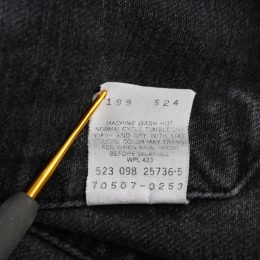 199 524
MACHINE WASH HOT
NORMAL CYCLE TUMBLE DRY
WASH AND DRY WITH LIKE
COLORS COLOR MAY TRANS
FER WHEN NEW. WASH
BEFORE WEARING.
WPL 423
523 098 25736-5
70507-0253